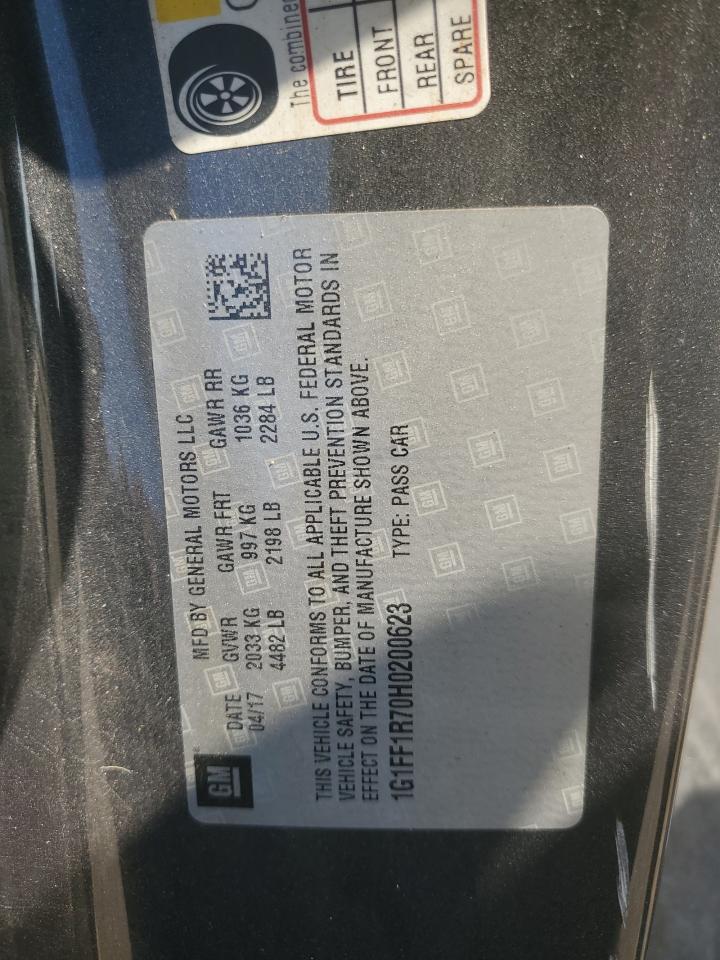 The combined
TIRE
FRONT
REAR
SPARE
GM
MFD BY GENERAL MOTORS LLC
DATE GVWR GAWR FRT GAWR RR
04/17 2033 KG 997 KG 1036 KG
4482 LB 2198 LB 2284 LB
THIS VEHICLE CONFORMS TO ALL APPLICABLE U.S. FEDERAL MOTOR
VEHICLE SAFETY, BUMPER, AND THEFT PREVENTION STANDARDS IN
EFFECT ON THE DATE OF MANUFACTURE SHOWN ABOVE.
1G1FF1R70H0200623 TYPE: PASS CAR